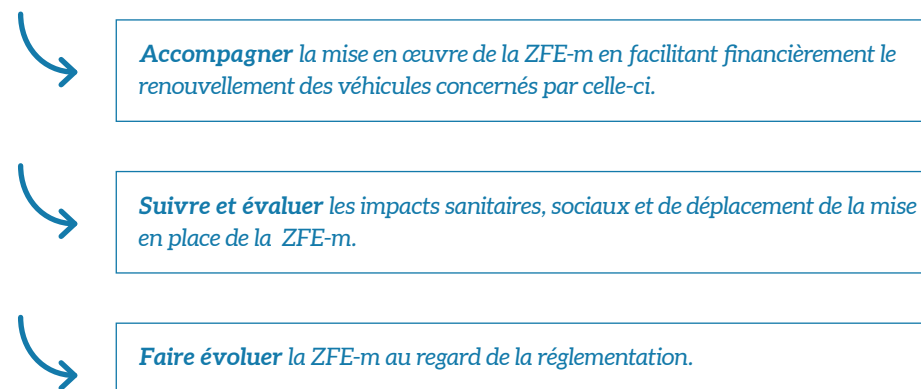 Accompagner la mise en œuvre de la ZFE-m en facilitant financièrement le
renouvellement des véhicules concernés par celle-ci.
Suivre et évaluer les impacts sanitaires, sociaux et de déplacement de la mise
en place de la ZFE-m.
Faire évoluer la ZFE-m au regard de la réglementation.